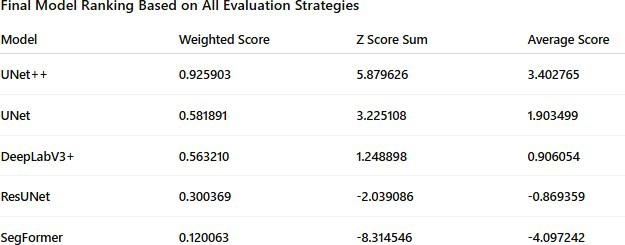 Final Model Ranking Based on All Evaluation Strategies
Model Weighted Score Z Score Sum Average Score
UNet++ 0.925903 5.879626 3.402765
UNet 0.581891 3.225108 1.903499
DeepLabV3+ 0.563210 1.248898 0.906054
ResUNet 0.300369 -2.039086 -0.869359
SegFormer 0.120063 -8.314546 -4.097242